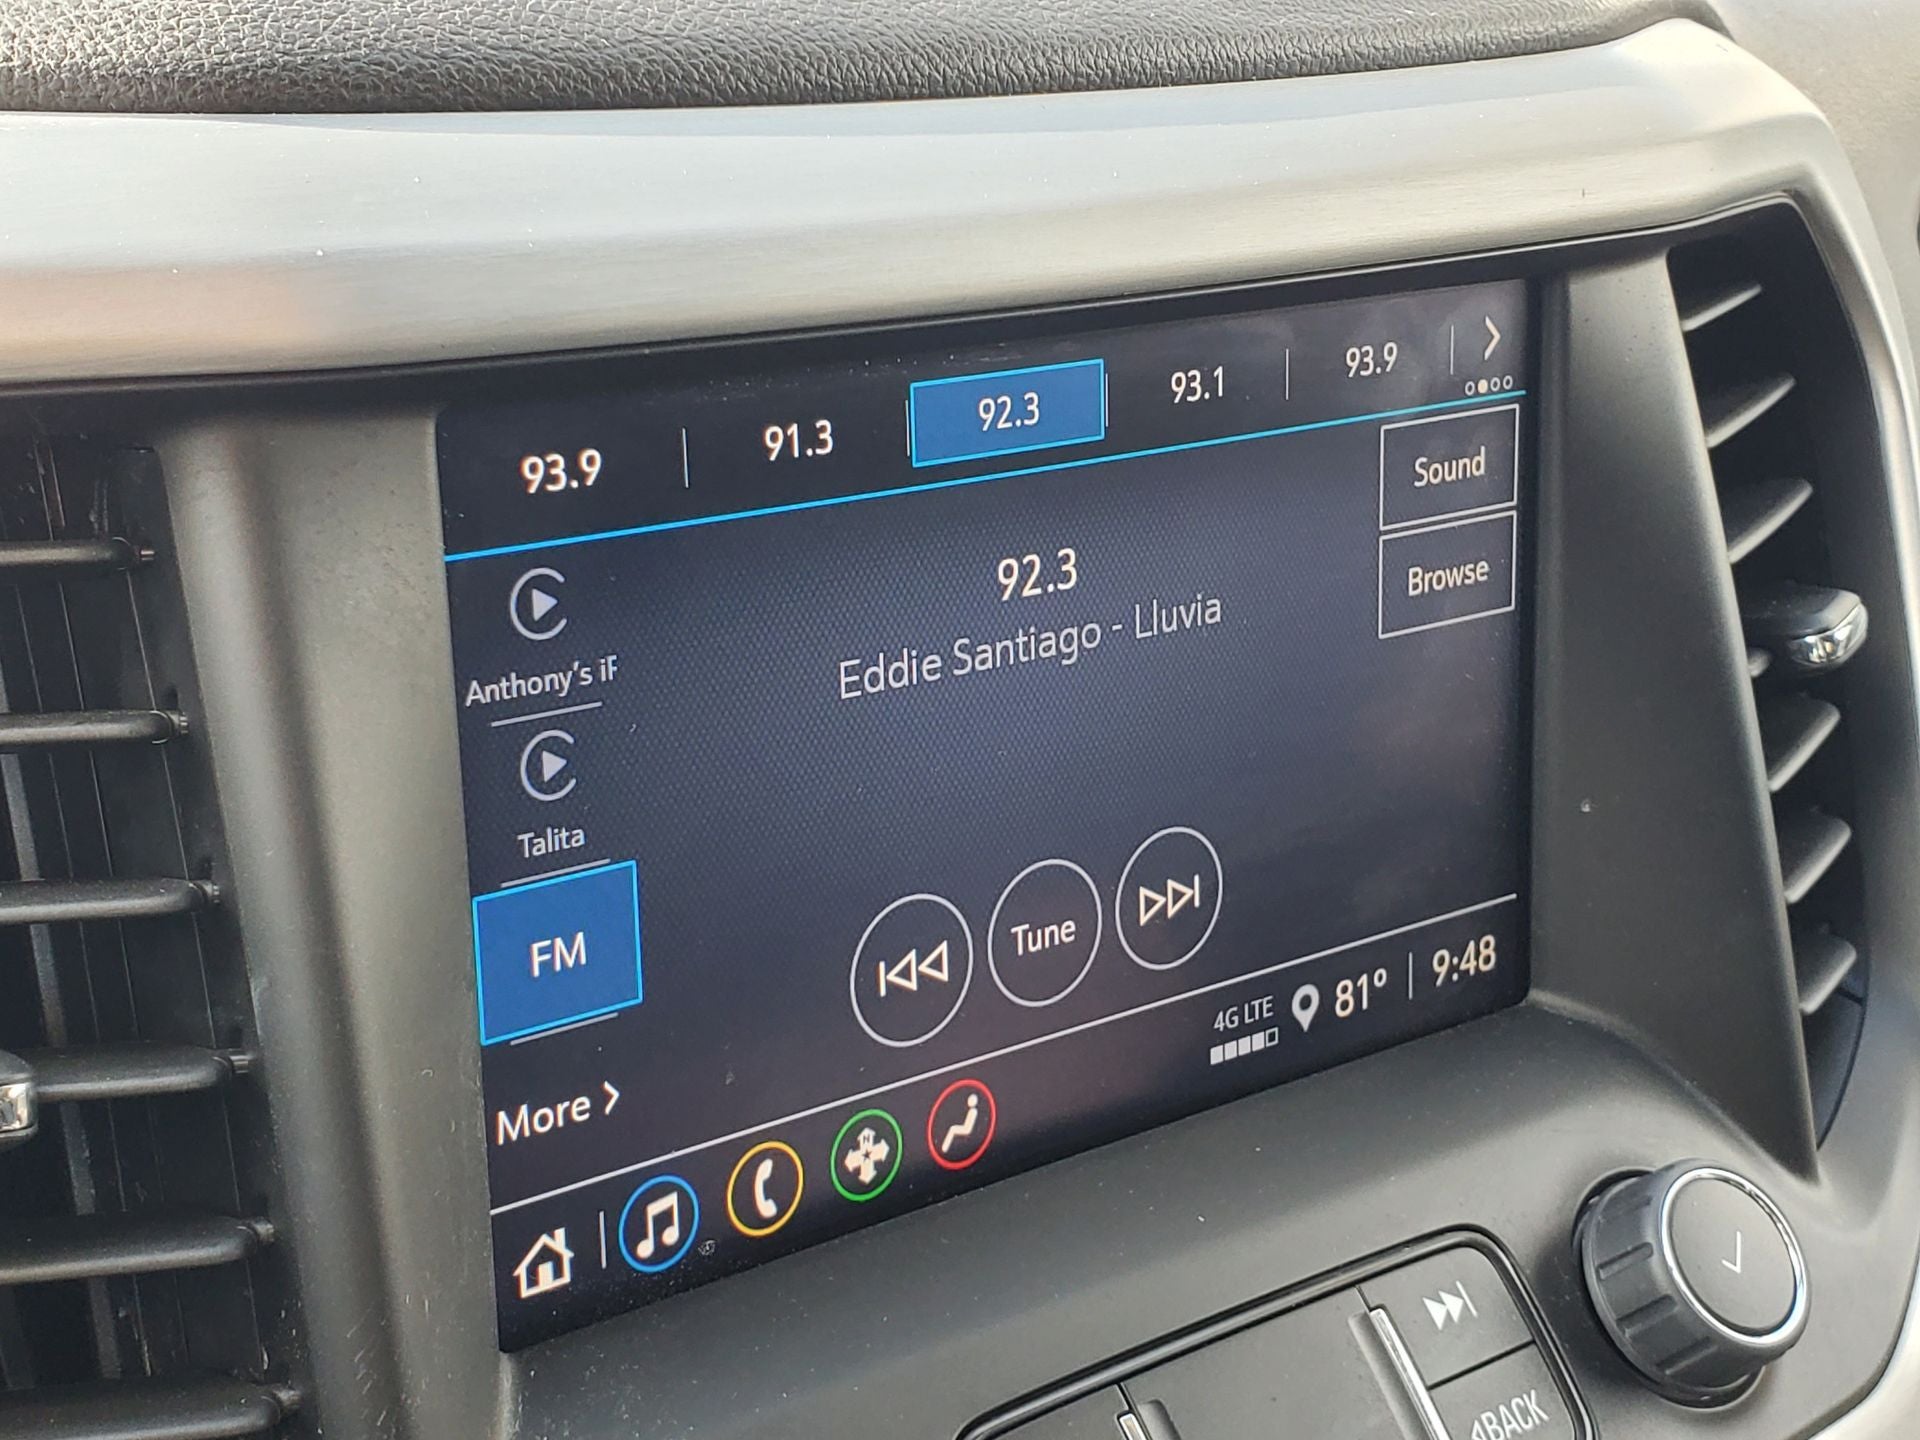 93.9 91.3 92.3 93.1 93.9
Sound
Browse
92.3
Eddie Santiago - Lluvia
Anthony's iF
Talita
FM
More
Tune
4G LTE 81° 9:48
N
BACK